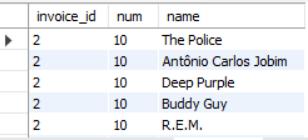 invoice_id num name
2 10 The Police
2 10 Antônio Carlos Jobim
2 10 Deep Purple
2 10 Buddy Guy
2 10 R.E.M.